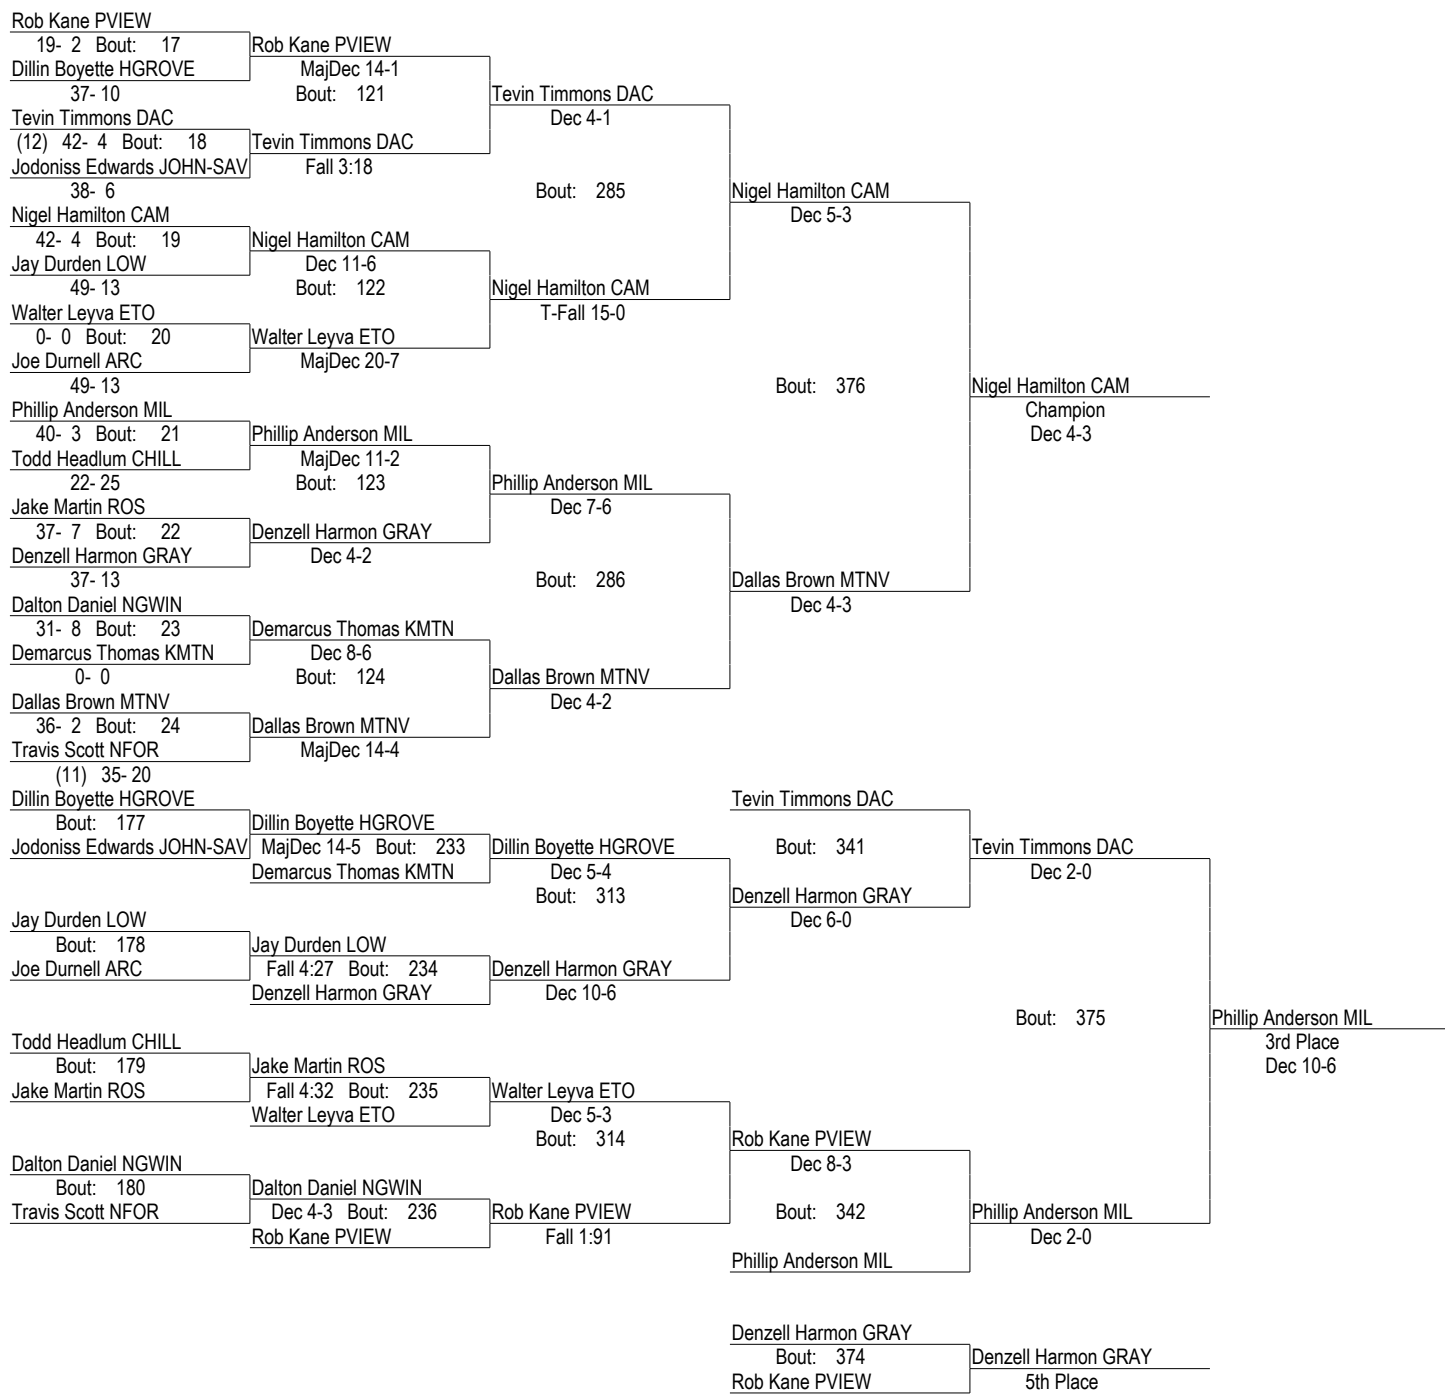 Rob Kane PVIEW
19- 2 Bout: 17 Rob Kane PVIEW
Dillin Boyette HGROVE MajDec 14-1
37- 10 Bout: 121 Tevin Timmons DAC
Tevin Timmons DAC Dec 4-1
(12) 42- 4 Bout: 18 Tevin Timmons DAC
Jodoniss Edwards JOHN-SAV Fall 3:18
38- 6 Bout: 285 Nigel Hamilton CAM
Nigel Hamilton CAM Dec 5-3
42- 4 Bout: 19 Nigel Hamilton CAM
Jay Durden LOW Dec 11-6
49- 13 Bout: 122 Nigel Hamilton CAM
Walter Leyva ETO T-Fall 15-0
0- 0 Bout: 20 Walter Leyva ETO
Joe Durnell ARC MajDec 20-7
49- 13 Bout: 376 Nigel Hamilton CAM
Phillip Anderson MIL Champion
40- 3 Bout: 21 Phillip Anderson MIL Dec 4-3
Todd Headlum CHILL MajDec 11-2
22- 25 Bout: 123 Phillip Anderson MIL
Jake Martin ROS Dec 7-6
37- 7 Bout: 22 Denzell Harmon GRAY
Denzell Harmon GRAY Dec 4-2
37- 13 Bout: 286 Dallas Brown MTNV
Dalton Daniel NGWIN Dec 4-3
31- 8 Bout: 23 Demarcus Thomas KMTN
Demarcus Thomas KMTN Dec 8-6
0- 0 Bout: 124 Dallas Brown MTNV
Dallas Brown MTNV Dec 4-2
36- 2 Bout: 24 Dallas Brown MTNV
Travis Scott NFOR MajDec 14-4
(11) 35- 20
Dillin Boyette HGROVE Tevin Timmons DAC
Bout: 177 Dillin Boyette HGROVE
Jodoniss Edwards JOHN-SAV MajDec 14-5 Bout: 233 Dillin Boyette HGROVE Bout: 341 Tevin Timmons DAC
Demarcus Thomas KMTN Dec 5-4 Dec 2-0
Bout: 313 Denzell Harmon GRAY
Jay Durden LOW Dec 6-0
Bout: 178 Jay Durden LOW
Joe Durnell ARC Fall 4:27 Bout: 234 Denzell Harmon GRAY
Denzell Harmon GRAY Dec 10-6
Bout: 375 Phillip Anderson MIL
Todd Headlum CHILL 3rd Place
Bout: 179 Jake Martin ROS Dec 10-6
Jake Martin ROS Fall 4:32 Bout: 235 Walter Leyva ETO
Walter Leyva ETO Dec 5-3
Bout: 314 Rob Kane PVIEW
Dalton Daniel NGWIN Dec 8-3
Bout: 180 Dalton Daniel NGWIN
Travis Scott NFOR Dec 4-3 Bout: 236 Rob Kane PVIEW Bout: 342 Phillip Anderson MIL
Rob Kane PVIEW Fall 1:91 Dec 2-0
Phillip Anderson MIL
Denzell Harmon GRAY
Bout: 374 Denzell Harmon GRAY
Rob Kane PVIEW 5th Place